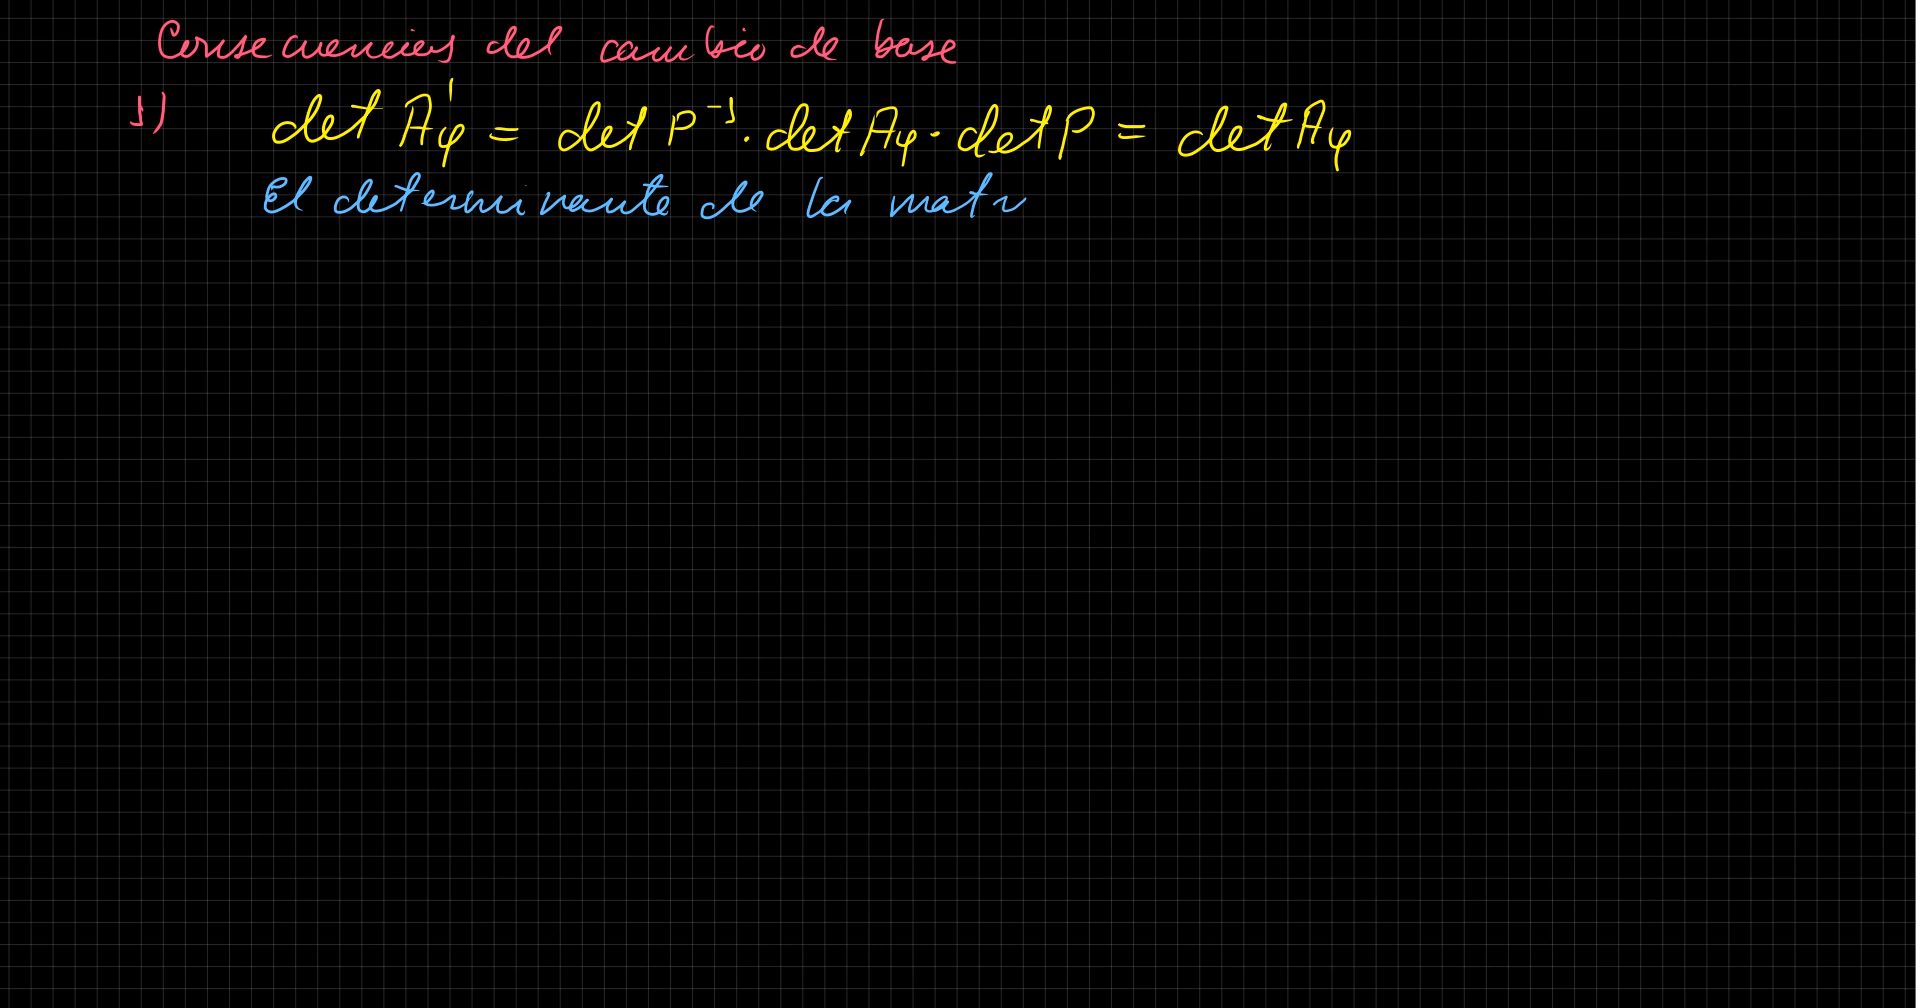 Consecuencias del cambio de base
1) det A'φ = det P⁻¹ · det Aφ · det P = det Aφ
El determinante de la matr